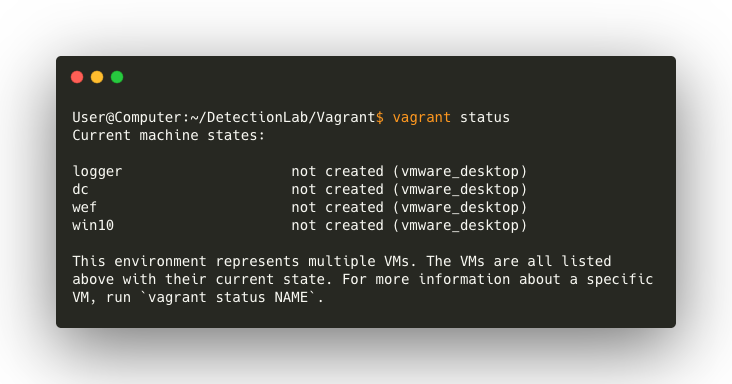 User@Computer:~/DetectionLab/Vagrant$ vagrant status
Current machine states:
logger                    not created (vmware_desktop)
dc                        not created (vmware_desktop)
wef                       not created (vmware_desktop)
win10                     not created (vmware_desktop)
This environment represents multiple VMs. The VMs are all listed
above with their current state. For more information about a specific
VM, run `vagrant status NAME`.